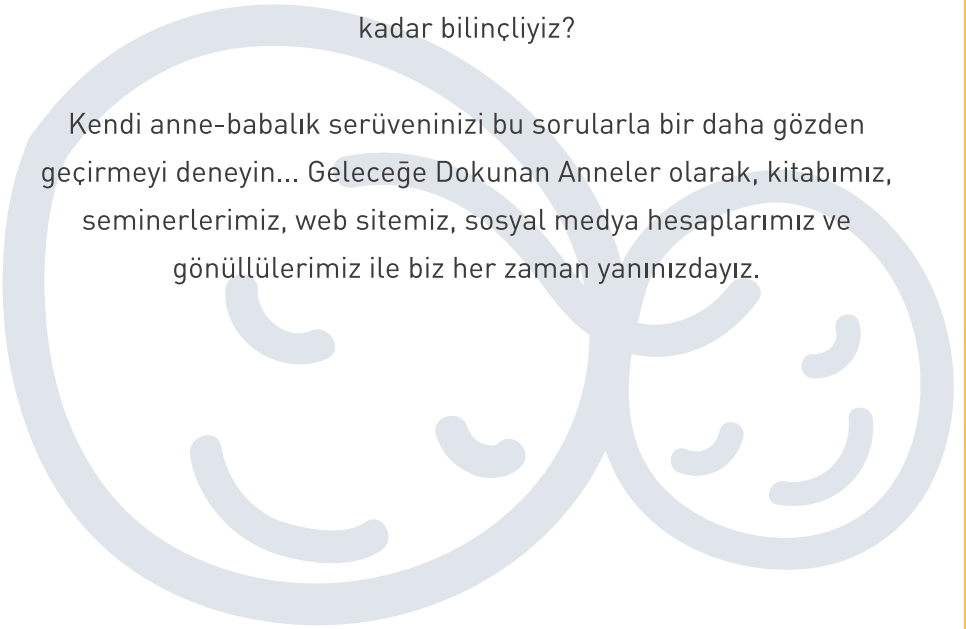 kadar bilinçliyiz?
Kendi anne-babalık serüveninizi bu sorularla bir daha gözden
geçirmeyi deneyin... Geleceğe Dokunan Anneler olarak, kitabımız,
seminerlerimiz, web sitemiz, sosyal medya hesaplarımız ve
gönüllülerimiz ile biz her zaman yanınızdayız.